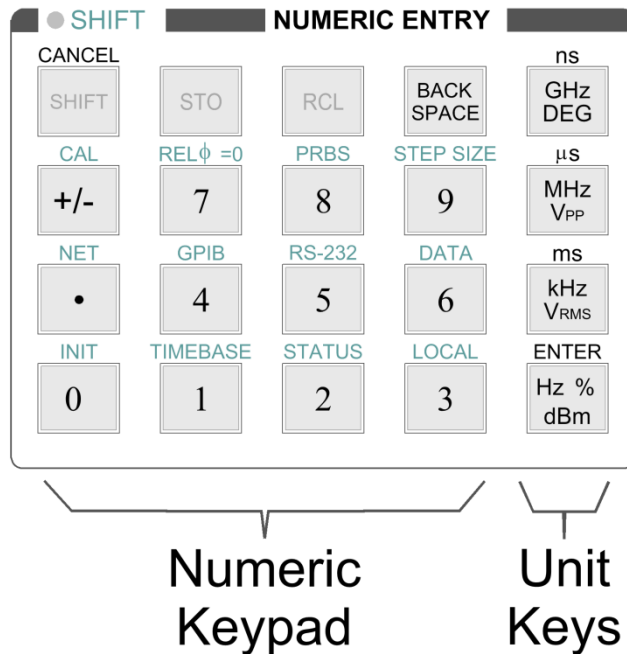 SHIFT NUMERIC ENTRY
CANCEL ns
SHIFT STO RCL BACK SPACE GHz DEG
CAL RELϕ =0 PRBS STEP SIZE μs
+/- 7 8 9 MHz VPP
NET GPIB RS-232 DATA ms
• 4 5 6 kHz VRMS
INIT TIMEBASE STATUS LOCAL ENTER
0 1 2 3 Hz % dBm
Numeric Keypad
Unit Keys